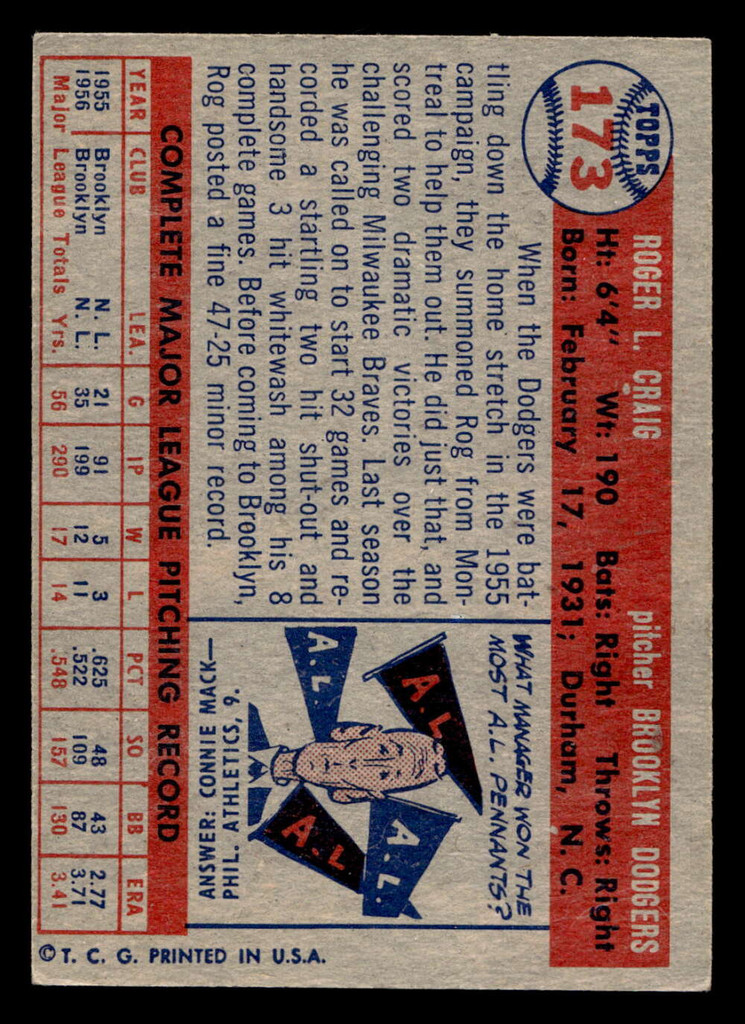 TOPPS
173
ROGER L. CRAIG pitcher BROOKLYN DODGERS
Ht: 6'4" Wt: 190 Bats: Right Throws: Right
Born: February 17, 1931; Durham, N. C.
When the Dodgers were bat-
tling down the home stretch in the 1955
campaign, they summoned Rog from Mon-
treal to help them out. He did just that, and
scored two dramatic victories over the
challenging Milwaukee Braves. Last season
he was called on to start 32 games and re-
corded a startling two hit shut-out and
handsome 3 hit whitewash among his 8
complete games. Before coming to Brooklyn,
Rog posted a fine 47-25 minor record.
WHAT MANAGER WON THE
MOST A.L. PENNANTS?
A.L.
A.L.
A.L.
A.L.
ANSWER: CONNIE MACK—
PHIL. ATHLETICS, 9.
COMPLETE MAJOR LEAGUE PITCHING RECORD
YEAR CLUB LEA. G IP W L PCT SO BB ERA
1955 Brooklyn N. L. 21 91 5 3 .625 48 43 2.77
1956 Brooklyn N. L. 35 199 12 11 .522 109 87 3.71
Major League Totals Yrs. 56 290 17 14 .548 157 130 3.41
© T. C. G. PRINTED IN U.S.A.